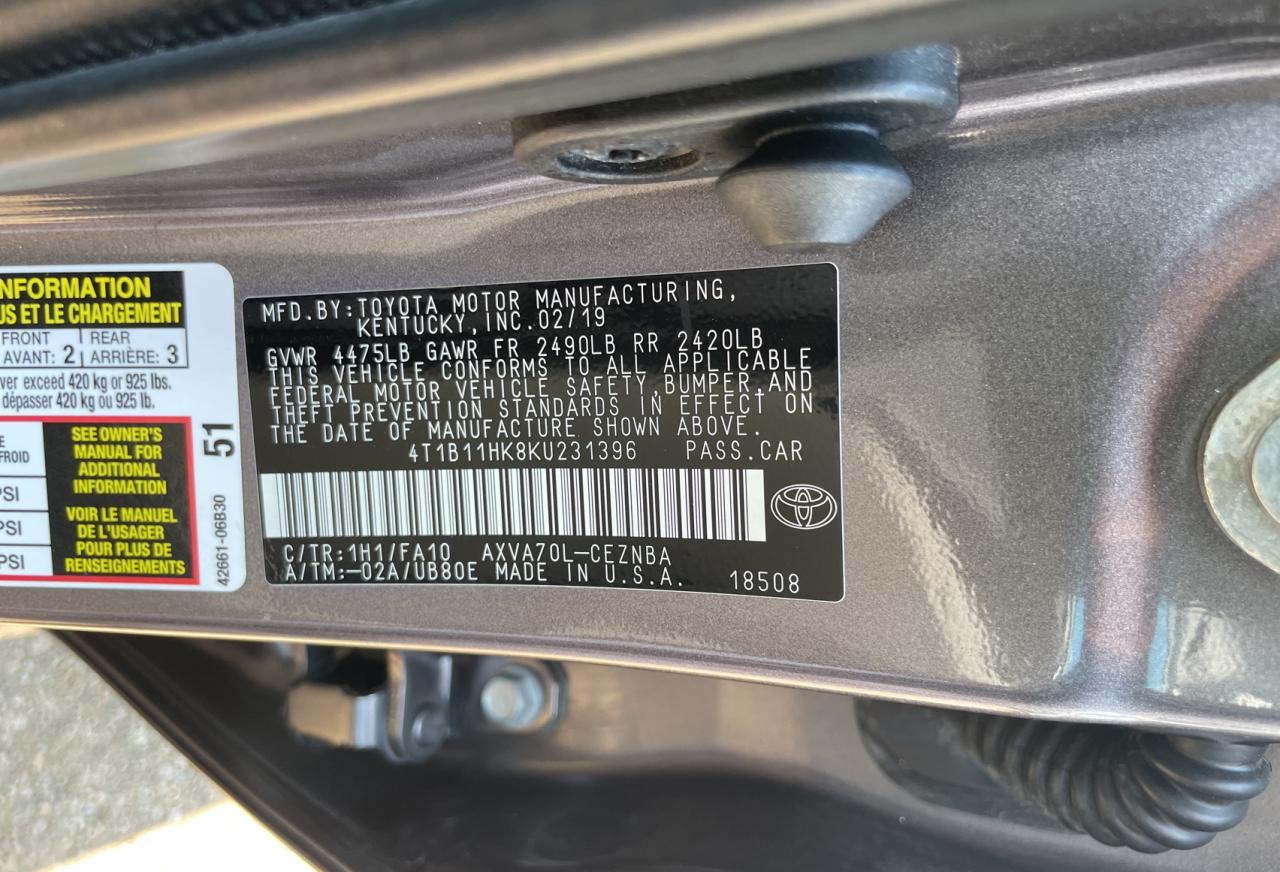 NFORMATION
US ET LE CHARGEMENT
FRONT
AVANT: 2
REAR
ARRIÈRE: 3
ver exceed 420 kg or 925 lbs.
dépasser 420 kg ou 925 lb.
E
FROID
PSI
PSI
PSI
SEE OWNER'S
MANUAL FOR
ADDITIONAL
INFORMATION
VOIR LE MANUEL
DE L'USAGER
POUR PLUS DE
RENSEIGNEMENTS
51
42661-06B30
MFD.BY:TOYOTA MOTOR MANUFACTURING,
KENTUCKY, INC.02/19
GVWR 4475LB GAWR FR 2490LB RR 2420LB
THIS VEHICLE CONFORMS TO ALL APPLICABLE
FEDERAL MOTOR VEHICLE SAFETY,BUMPER,AND
THEFT PREVENTION STANDARDS IN EFFECT ON
THE DATE OF MANUFACTURE SHOWN ABOVE.
4T1B11HK8KU231396 PASS.CAR
C/TR:1H1/FA10 AXVA70L-CEZNBA
A/TM:-02A/UB80E MADE IN U.S.A. 18508